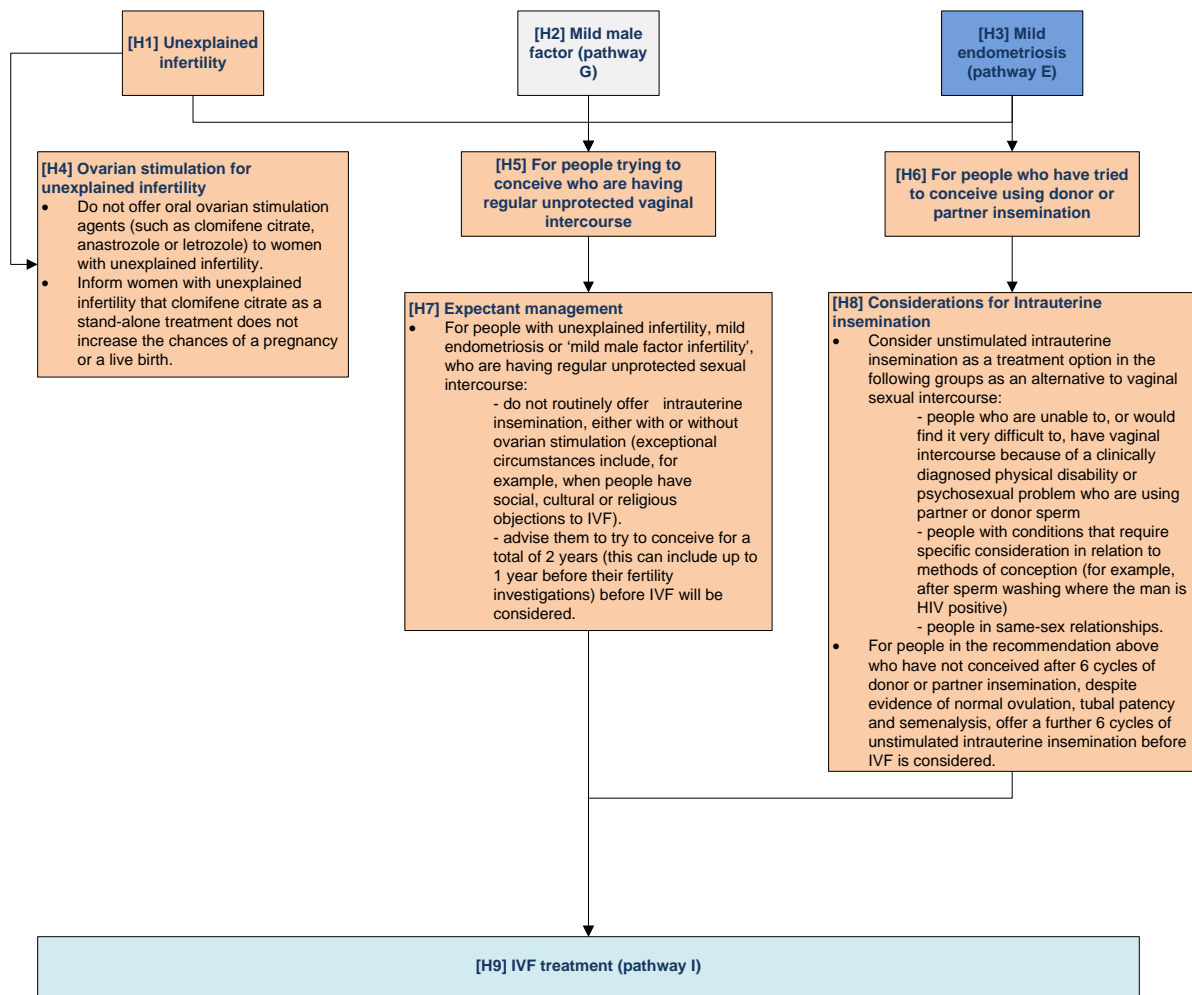 [H1] Unexplained
infertility
[H2] Mild male
factor (pathway
G)
[H3] Mild
endometriosis
(pathway E)
[H4] Ovarian stimulation for
unexplained infertility
• Do not offer oral ovarian stimulation
agents (such as clomifene citrate,
anastrozole or letrozole) to women
with unexplained infertility.
• Inform women with unexplained
infertility that clomifene citrate as a
stand-alone treatment does not
increase the chances of a pregnancy
or a live birth.
[H5] For people trying to
conceive who are having
regular unprotected vaginal
intercourse
[H6] For people who have tried
to conceive using donor or
partner insemination
[H7] Expectant management
• For people with unexplained infertility, mild
endometriosis or ‘mild male factor infertility’,
who are having regular unprotected sexual
intercourse:
- do not routinely offer intrauterine
insemination, either with or without
ovarian stimulation (exceptional
circumstances include, for
example, when people have
social, cultural or religious
objections to IVF).
- advise them to try to conceive for a
total of 2 years (this can include up to
1 year before their fertility
investigations) before IVF will be
considered.
[H8] Considerations for Intrauterine
insemination
• Consider unstimulated intrauterine
insemination as a treatment option in the
following groups as an alternative to vaginal
sexual intercourse:
- people who are unable to, or would
find it very difficult to, have vaginal
intercourse because of a clinically
diagnosed physical disability or
psychosexual problem who are using
partner or donor sperm
- people with conditions that require
specific consideration in relation to
methods of conception (for example,
after sperm washing where the man is
HIV positive)
- people in same-sex relationships.
• For people in the recommendation above
who have not conceived after 6 cycles of
donor or partner insemination, despite
evidence of normal ovulation, tubal patency
and semenalysis, offer a further 6 cycles of
unstimulated intrauterine insemination before
IVF is considered.
[H9] IVF treatment (pathway I)